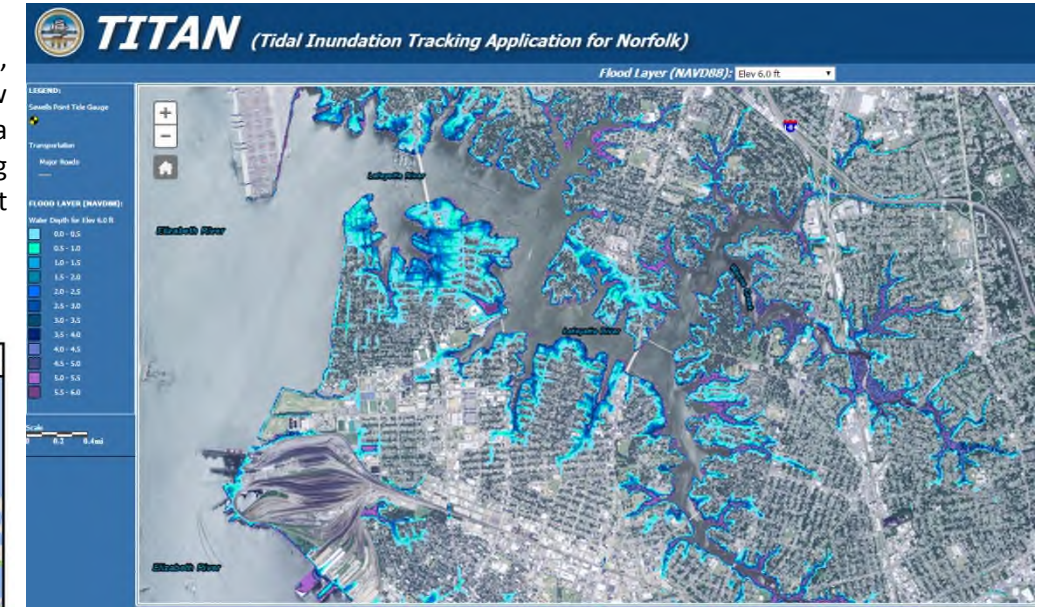 TITAN (Tidal Inundation Tracking Application for Norfolk)
Flood Layer (NAVD88): Elev 6.0 ft
LEGEND:
Sewells Point Tide Gauge
Transportation
Major Roads
FLOOD LAYER (NAVD88):
Water Depth for Elev 6.0 ft
0.0 - 0.5
0.5 - 1.0
1.0 - 1.5
1.5 - 2.0
2.0 - 2.5
2.5 - 3.0
3.0 - 3.5
3.5 - 4.0
4.0 - 4.5
4.5 - 5.0
5.0 - 5.5
5.5 - 6.0
Scale
0 0.2 0.4mi
+
−
Lafayette River
Elizabeth River
Lafayette River
Elizabeth River